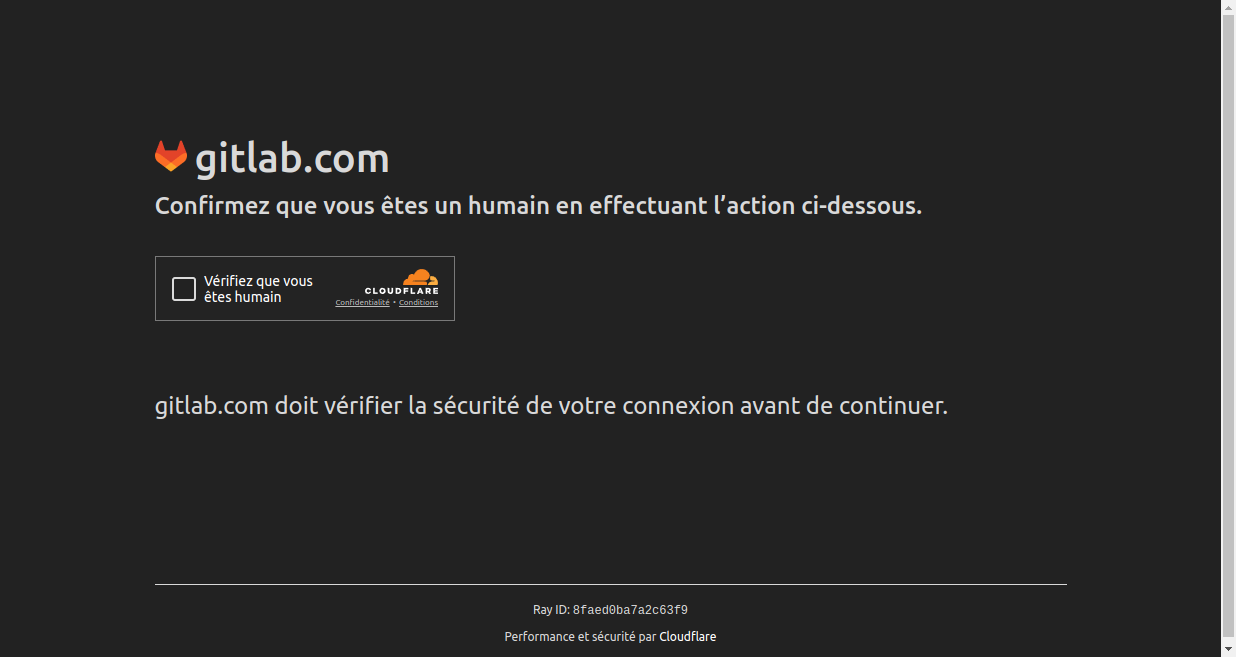 gitlab.com
Confirmez que vous êtes un humain en effectuant l’action ci-dessous.
Vérifiez que vous
êtes humain
CLOUDFLARE
Confidentialité • Conditions
gitlab.com doit vérifier la sécurité de votre connexion avant de continuer.
Ray ID: 8faed0ba7a2c63f9
Performance et sécurité par Cloudflare